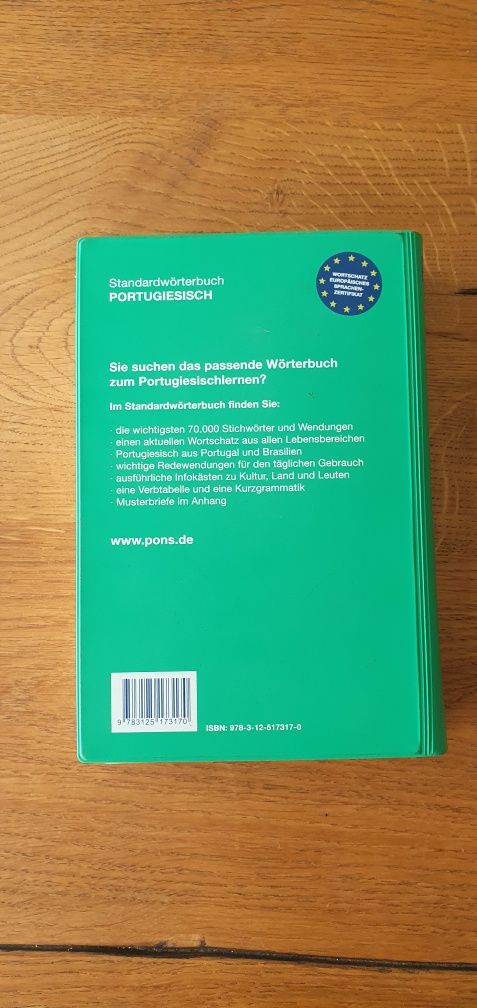 Standardwörterbuch
PORTUGIESISCH
WORTSCHATZ
EUROPÄISCHES
SPRACHEN-
ZERTIFIKAT
Sie suchen das passende Wörterbuch
zum Portugiesischlernen?
Im Standardwörterbuch finden Sie:
· die wichtigsten 70.000 Stichwörter und Wendungen
· einen aktuellen Wortschatz aus allen Lebensbereichen
· Portugiesisch aus Portugal und Brasilien
· wichtige Redewendungen für den täglichen Gebrauch
· ausführliche Infokästen zu Kultur, Land und Leuten
· eine Verbtabelle und eine Kurzgrammatik
· Musterbriefe im Anhang
www.pons.de
9 783125 173170
ISBN: 978-3-12-517317-0